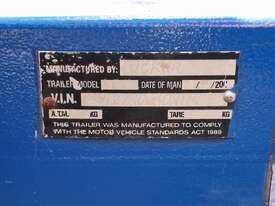 MANUFACTURED BY:
TRAILER MODEL DATE OF MAN / /200
V.I.N.
A.T.M. KG TARE KG
THIS TRAILER WAS MANUFACTURED TO COMPLY
WITH THE MOTOR VEHICLE STANDARDS ACT 1989